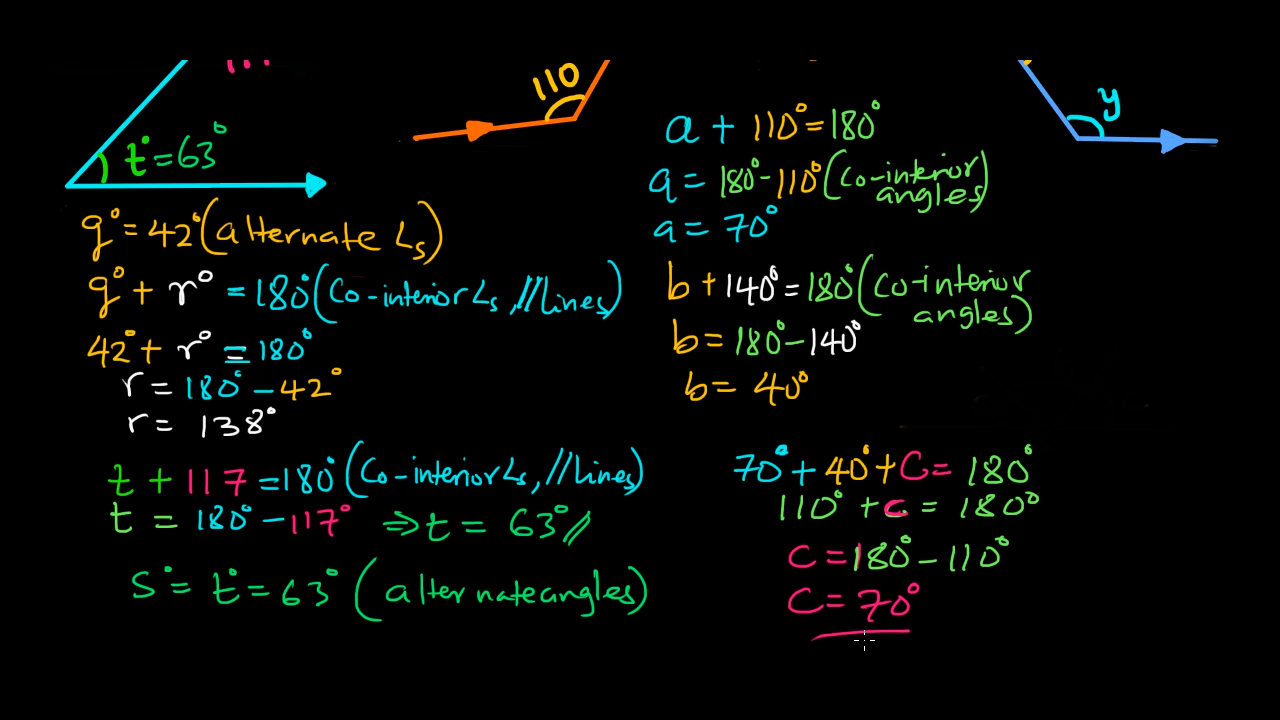 t° = 63°
q° = 42° (alternate ∠s)
q° + r° = 180° (Co-interior ∠s, // lines)
42° + r° = 180°
r = 180° - 42°
r = 138°
t + 117 = 180° (Co-interior ∠s, // lines)
t = 180° - 117° ⇒ t = 63° //
s° = t° = 63° (alternate angles)
110
a + 110° = 180°
a = 180° - 110° (Co-interior
angles)
a = 70°
b + 140° = 180° (Co-interior
angles)
b = 180° - 140°
b = 40°
70° + 40° + C = 180°
110° + c = 180°
C = 180° - 110°
C = 70°
y